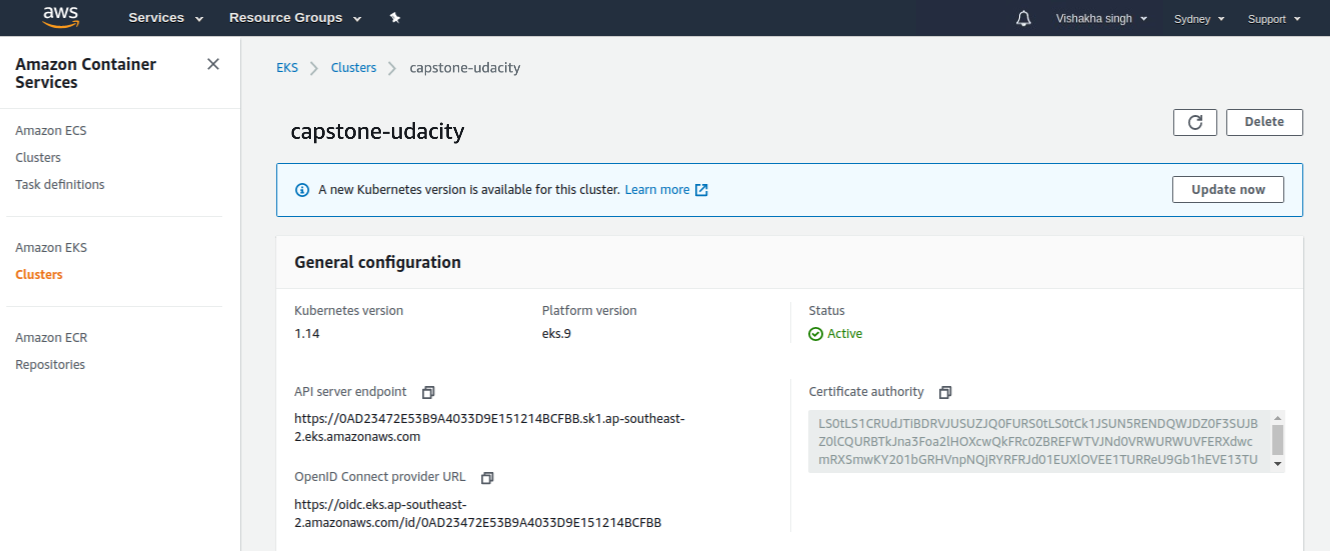 aws Services Resource Groups Vishakha singh Sydney Support
Amazon Container
Services
Amazon ECS
Clusters
Task definitions
Amazon EKS
Clusters
Amazon ECR
Repositories
EKS Clusters capstone-udacity
capstone-udacity
Delete
A new Kubernetes version is available for this cluster. Learn more
Update now
General configuration
Kubernetes version
1.14
Platform version
eks.9
Status
Active
API server endpoint
https://0AD23472E53B9A4033D9E151214BCFBB.sk1.ap-southeast-
2.eks.amazonaws.com
OpenID Connect provider URL
https://oidc.eks.ap-southeast-
2.amazonaws.com/id/0AD23472E53B9A4033D9E151214BCFBB
Certificate authority
LS0tLS1CRUdJTiBDRVJUSUZJQ0FURS0tLS0tCk1JSUN5RENDQWJDZ0F3SUJB
Z0lCQURBTkJna3Foa2lHOXcwQkFRc0ZBREFWTVJNd0VRWURWUVFERXdwc
mRXSmwKY201bGRHVnpNQjRYRFRJd01EUXlOVEE1TURReU9Gb1hEVE13TU